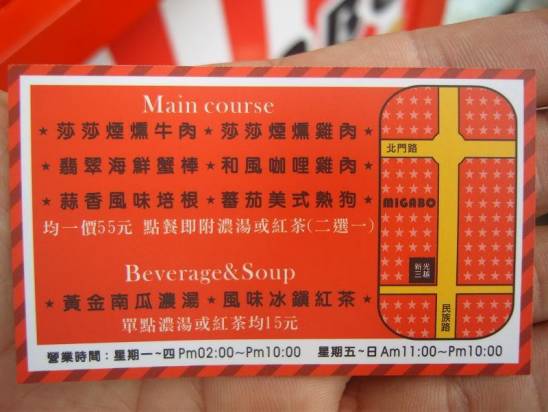 Main course
★ 莎莎煙燻牛肉 ★ 莎莎煙燻雞肉 ★
★ 翡翠海鮮蟹棒 ★ 和風咖哩雞肉 ★
★ 蒜香風味培根 ★ 蕃茄美式熱狗 ★
均一價55元 點餐即附濃湯或紅茶(二選一)
Beverage&Soup
★ 黃金南瓜濃湯 ★ 風味冰鎮紅茶 ★
單點濃湯或紅茶均15元
北門路
MIGABO
新光
三越
民族路
營業時間：星期一~四 Pm02:00~Pm10:00 星期五~日 Am11:00~Pm10:00